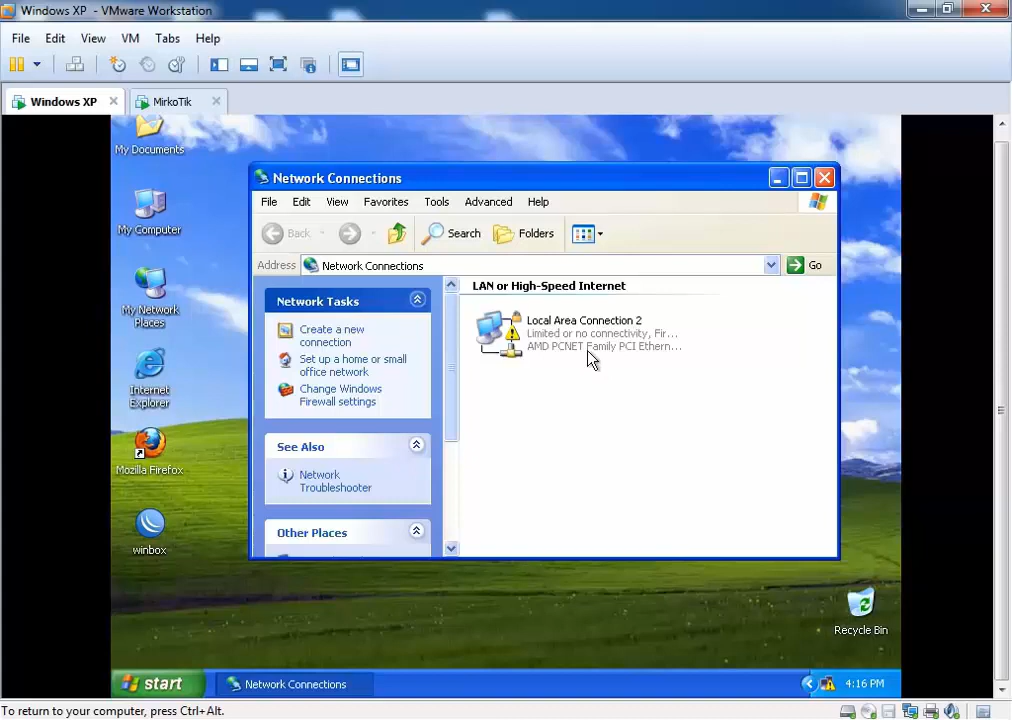 Windows XP - VMware Workstation
File Edit View VM Tabs Help
Windows XP MirkoTik
My Documents
My Computer
My Network
Places
Internet
Explorer
Mozilla Firefox
winbox
Recycle Bin
Network Connections
File Edit View Favorites Tools Advanced Help
Back Search Folders
Address Network Connections Go
Network Tasks
Create a new
connection
Set up a home or small
office network
Change Windows
Firewall settings
See Also
Network
Troubleshooter
Other Places
LAN or High-Speed Internet
Local Area Connection 2
Limited or no connectivity, Fir...
AMD PCNET Family PCI Ethern...
start Network Connections 4:16 PM
To return to your computer, press Ctrl+Alt.